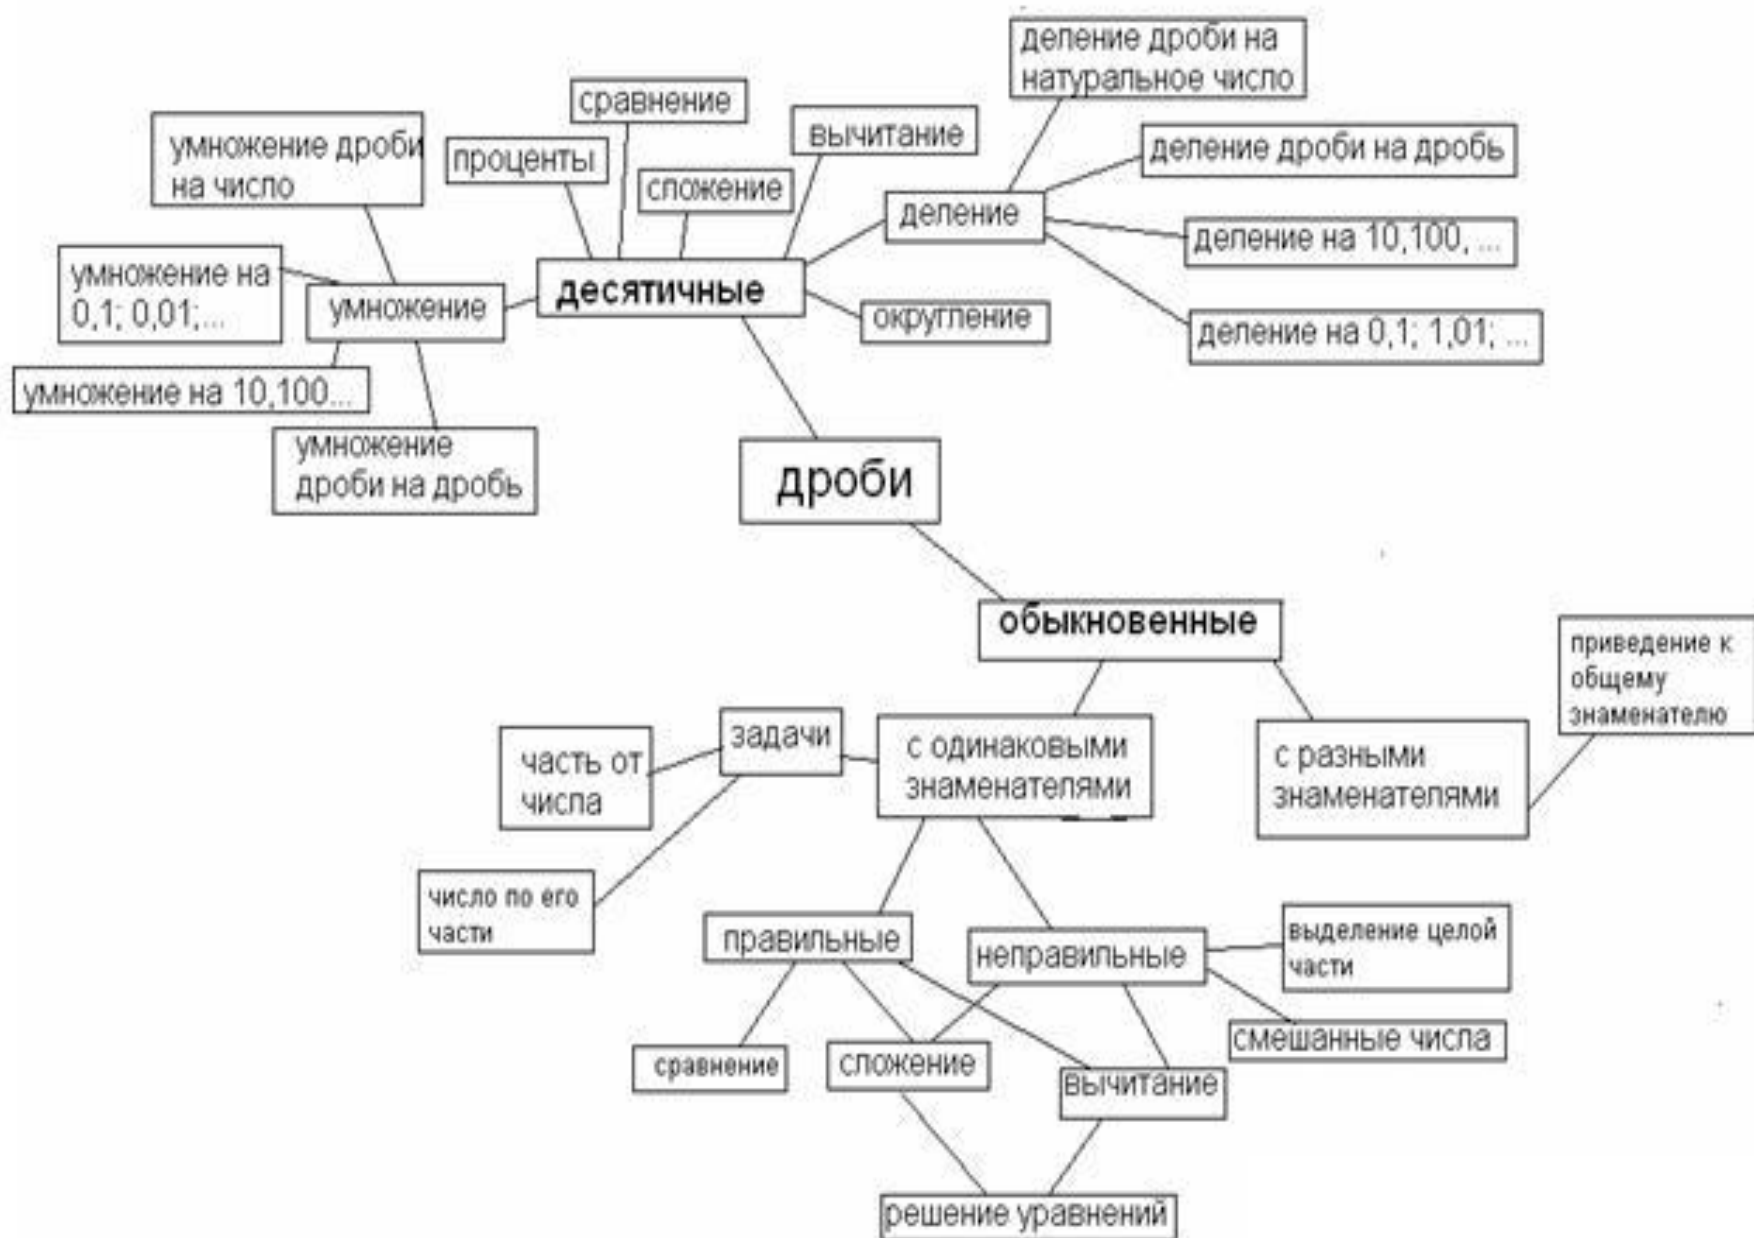 деление дроби на
натуральное число
сравнение
вычитание
умножение дроби
на число
проценты
сложение
деление дроби на дробь
деление
деление на 10,100, ...
умножение на
0,1; 0,01;...
умножение
десятичные
округление
деление на 0,1; 1,01; ...
умножение на 10,100...
умножение
дроби на дробь
дроби
обыкновенные
приведение к
общему
знаменателю
задачи
часть от
числа
с одинаковыми
знаменателями
с разными
знаменателями
число по его
части
правильные
неправильные
выделение целой
части
смешанные числа
сравнение
сложение
вычитание
решение уравнений